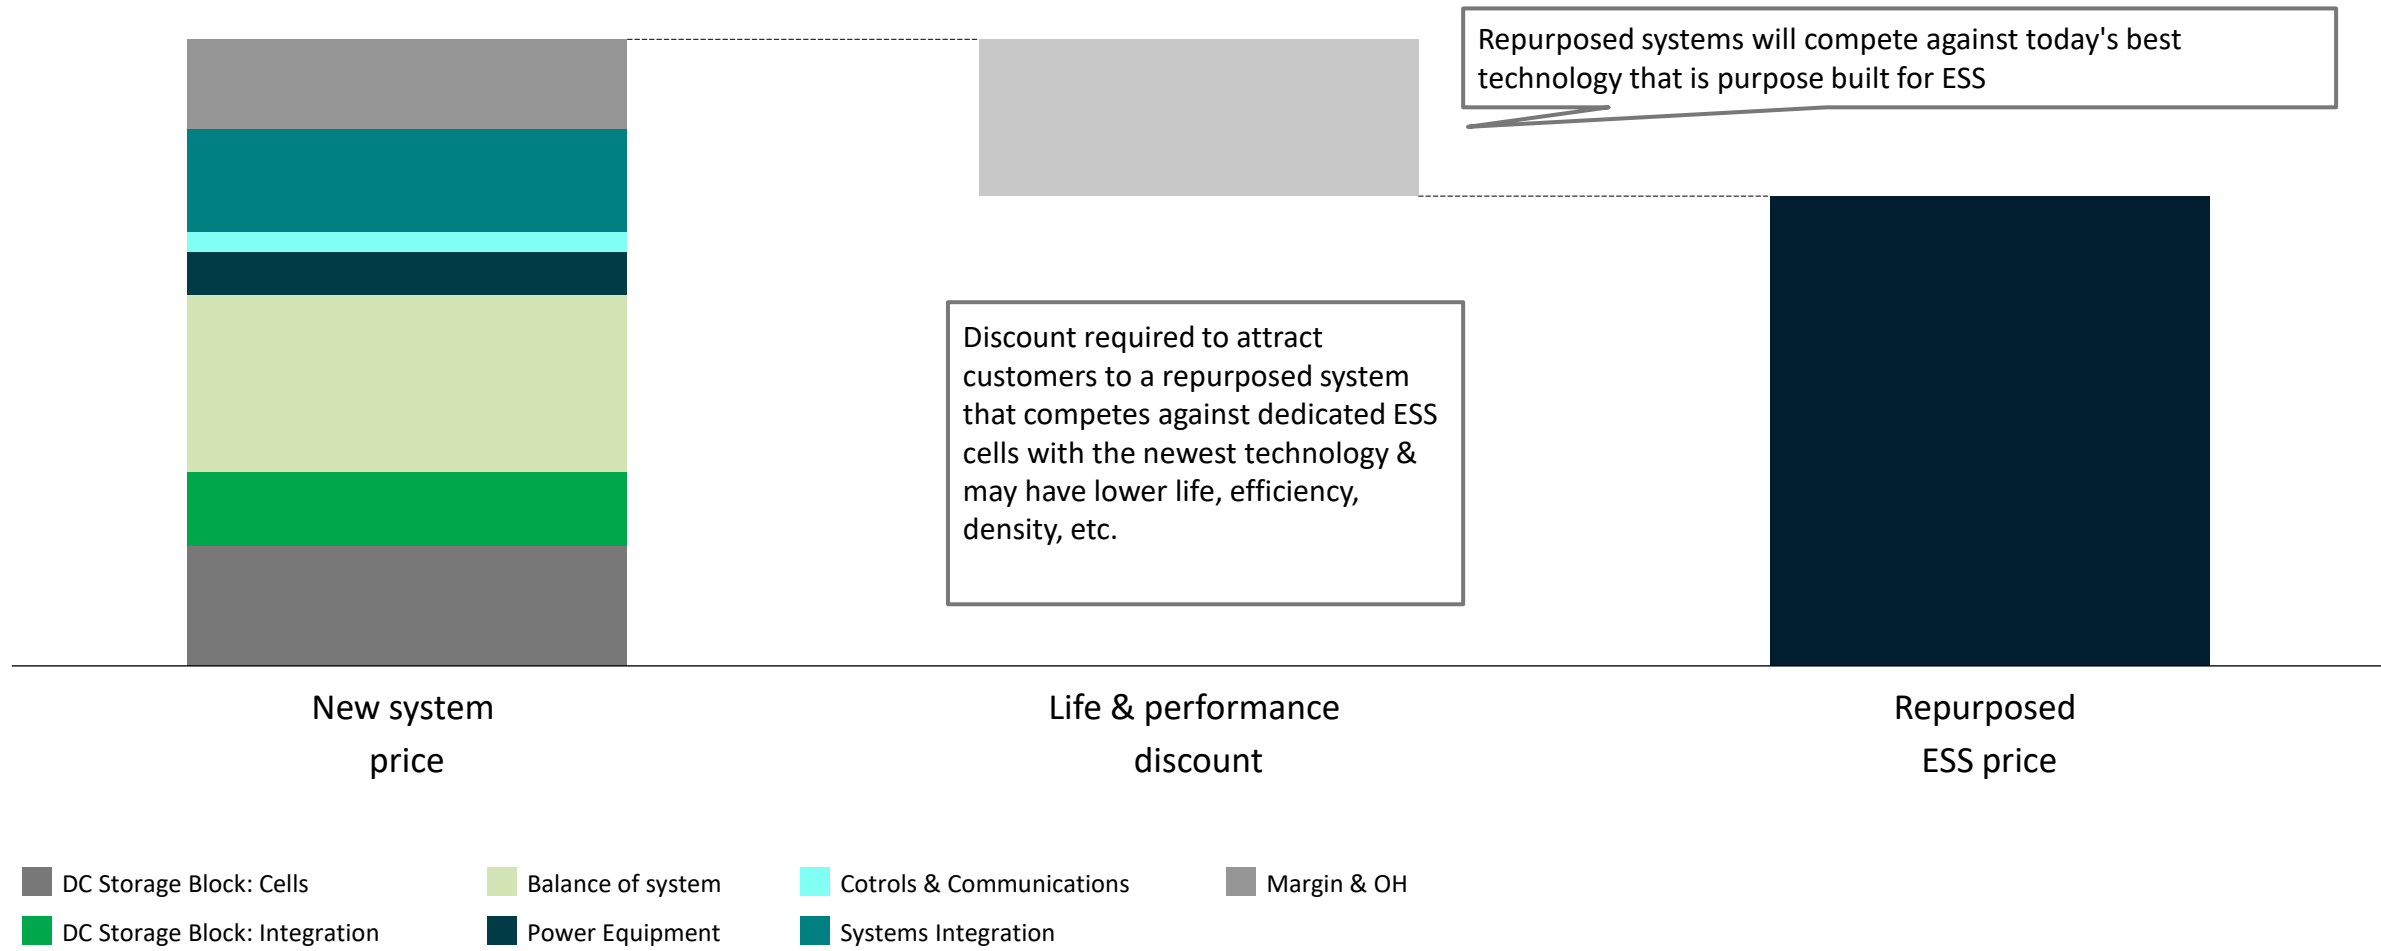 Repurposed systems will compete against today's best
technology that is purpose built for ESS
Discount required to attract
customers to a repurposed system
that competes against dedicated ESS
cells with the newest technology &
may have lower life, efficiency,
density, etc.
New system
price
Life & performance
discount
Repurposed
ESS price
DC Storage Block: Cells
Balance of system
Cotrols & Communications
Margin & OH
DC Storage Block: Integration
Power Equipment
Systems Integration